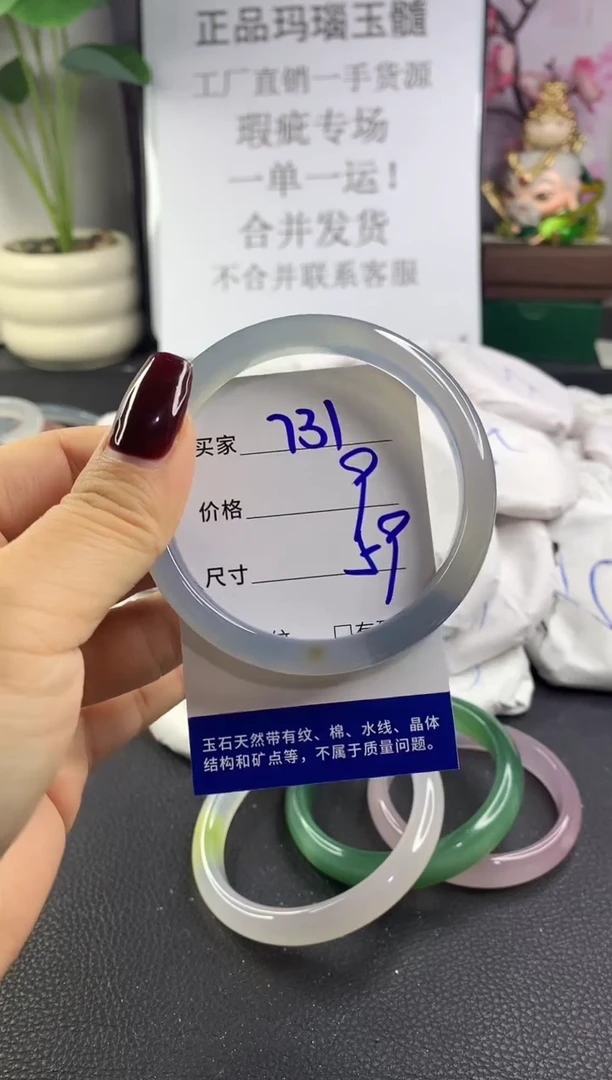 正品玛瑙玉髓
工厂直销一手货源
瑕疵专场
一单一运!
合并发货
不合并联系客服
买家 731
价格 9
尺寸 59
玉石天然带有纹、棉、水线、晶体
结构和矿点等，不属于质量问题。